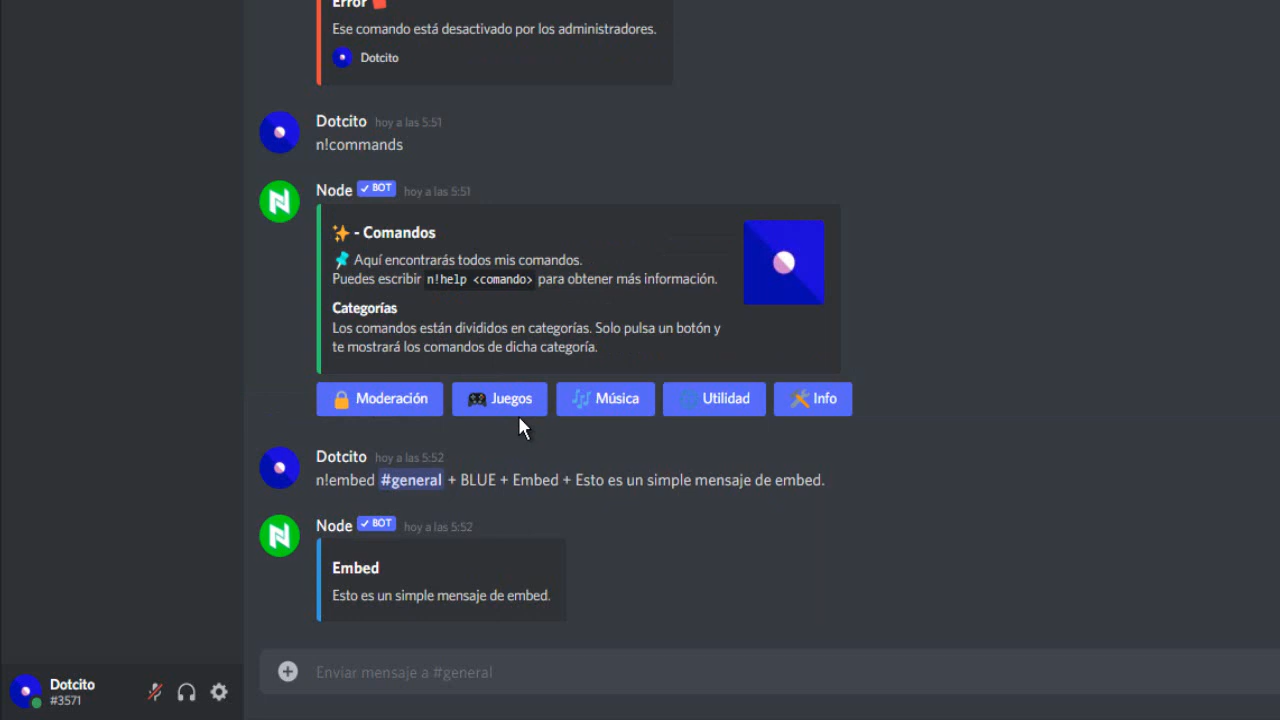 Error
Ese comando está desactivado por los administradores.
Dotcito
Dotcito hoy a las 5:51
n!commands
Node BOT hoy a las 5:51
- Comandos
Aquí encontrarás todos mis comandos.
Puedes escribir n!help <comando> para obtener más información.
Categorías
Los comandos están divididos en categorías. Solo pulsa un botón y
te mostrará los comandos de dicha categoría.
Moderación Juegos Música Utilidad Info
Dotcito hoy a las 5:52
n!embed #general + BLUE + Embed + Esto es un simple mensaje de embed.
Node BOT hoy a las 5:52
Embed
Esto es un simple mensaje de embed.
Enviar mensaje a #general
Dotcito
#3571